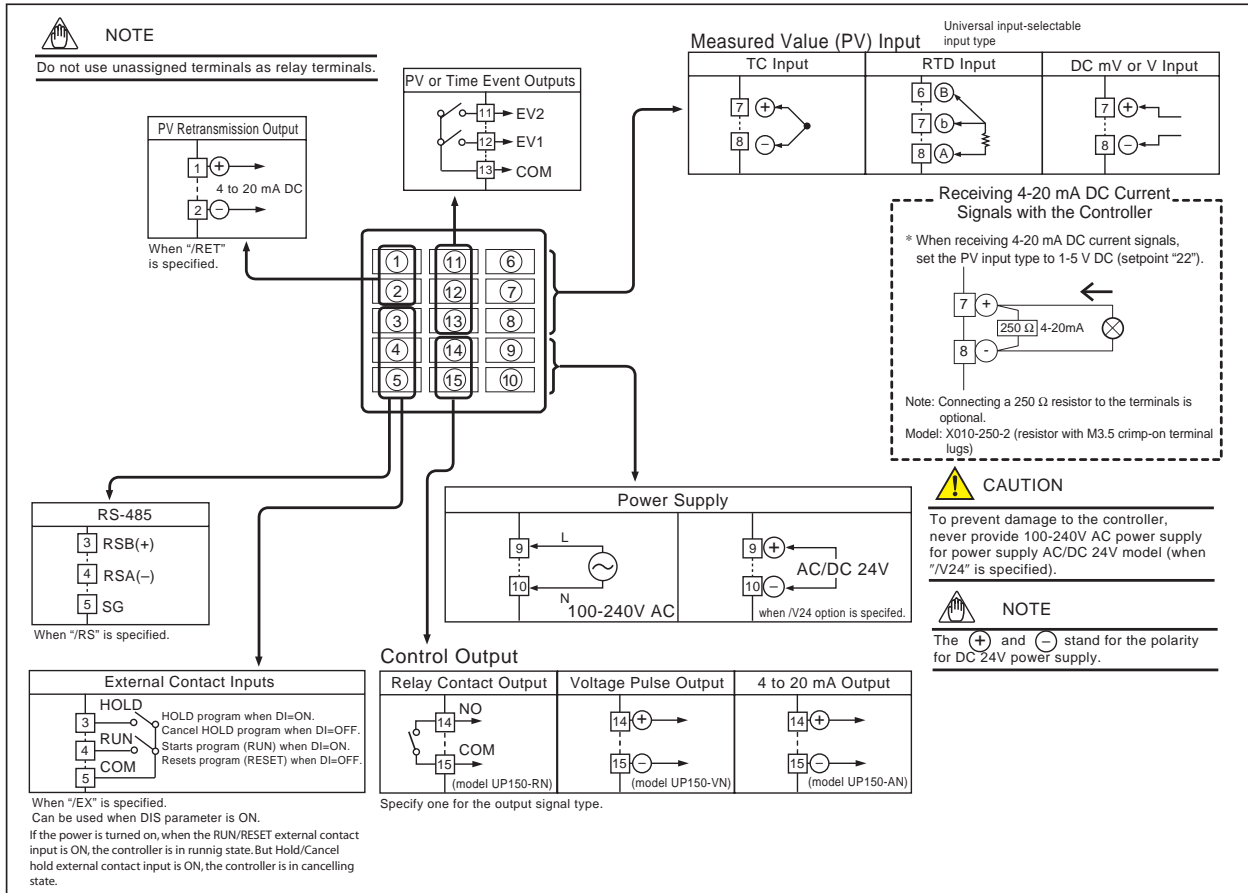 NOTE
Do not use unassigned terminals as relay terminals.
PV Retransmission Output
1 +
4 to 20 mA DC
2 −
When "/RET"
is specified.
PV or Time Event Outputs
11 EV2
12 EV1
13 COM
Measured Value (PV) Input
Universal input-selectable
input type
TC Input
7 +
8 −
RTD Input
6 B
7 b
8 A
DC mV or V Input
7 +
8 −
Receiving 4-20 mA DC Current
Signals with the Controller
* When receiving 4-20 mA DC current signals,
set the PV input type to 1-5 V DC (setpoint "22").
7 +
250 Ω 4-20mA
8 -
Note: Connecting a 250 Ω resistor to the terminals is
optional.
Model: X010-250-2 (resistor with M3.5 crimp-on terminal
lugs)
1 11 6
2 12 7
3 13 8
4 14 9
5 15 10
RS-485
3 RSB(+)
4 RSA(−)
5 SG
When "/RS" is specified.
Power Supply
9 L
10 N
100-240V AC
9 +
AC/DC 24V
10 −
when /V24 option is specifed.
CAUTION
To prevent damage to the controller,
never provide 100-240V AC power supply
for power supply AC/DC 24V model (when
"/V24" is specified).
NOTE
The + and − stand for the polarity
for DC 24V power supply.
External Contact Inputs
HOLD
3
HOLD program when DI=ON.
Cancel HOLD program when DI=OFF.
RUN
4
Starts program (RUN) when DI=ON.
Resets program (RESET) when DI=OFF.
COM
5
When "/EX" is specified.
Can be used when DIS parameter is ON.
If the power is turned on, when the RUN/RESET external contact
input is ON, the controller is in runnig state. But Hold/Cancel
hold external contact input is ON, the controller is in cancelling
state.
Control Output
Relay Contact Output
NO
14
COM
15
(model UP150-RN)
Voltage Pulse Output
14 +
15 −
(model UP150-VN)
4 to 20 mA Output
14 +
15 −
(model UP150-AN)
Specify one for the output signal type.